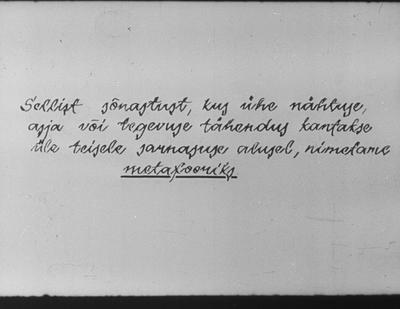 Sellist sõnastust, kus ühe nähtuse,
asja või tegevuse tähendus kantakse
üle teisele sarnasuse alusel, nimetame
metafooriks